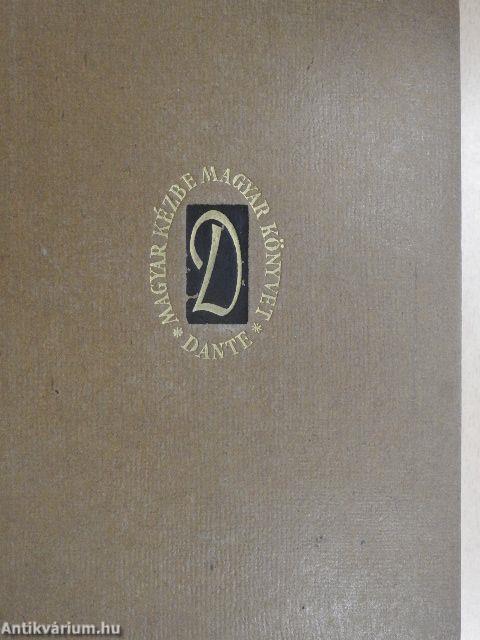 MAGYAR KÉZBE MAGYAR KÖNYVET
D
* DANTE *
Antikvárium.hu